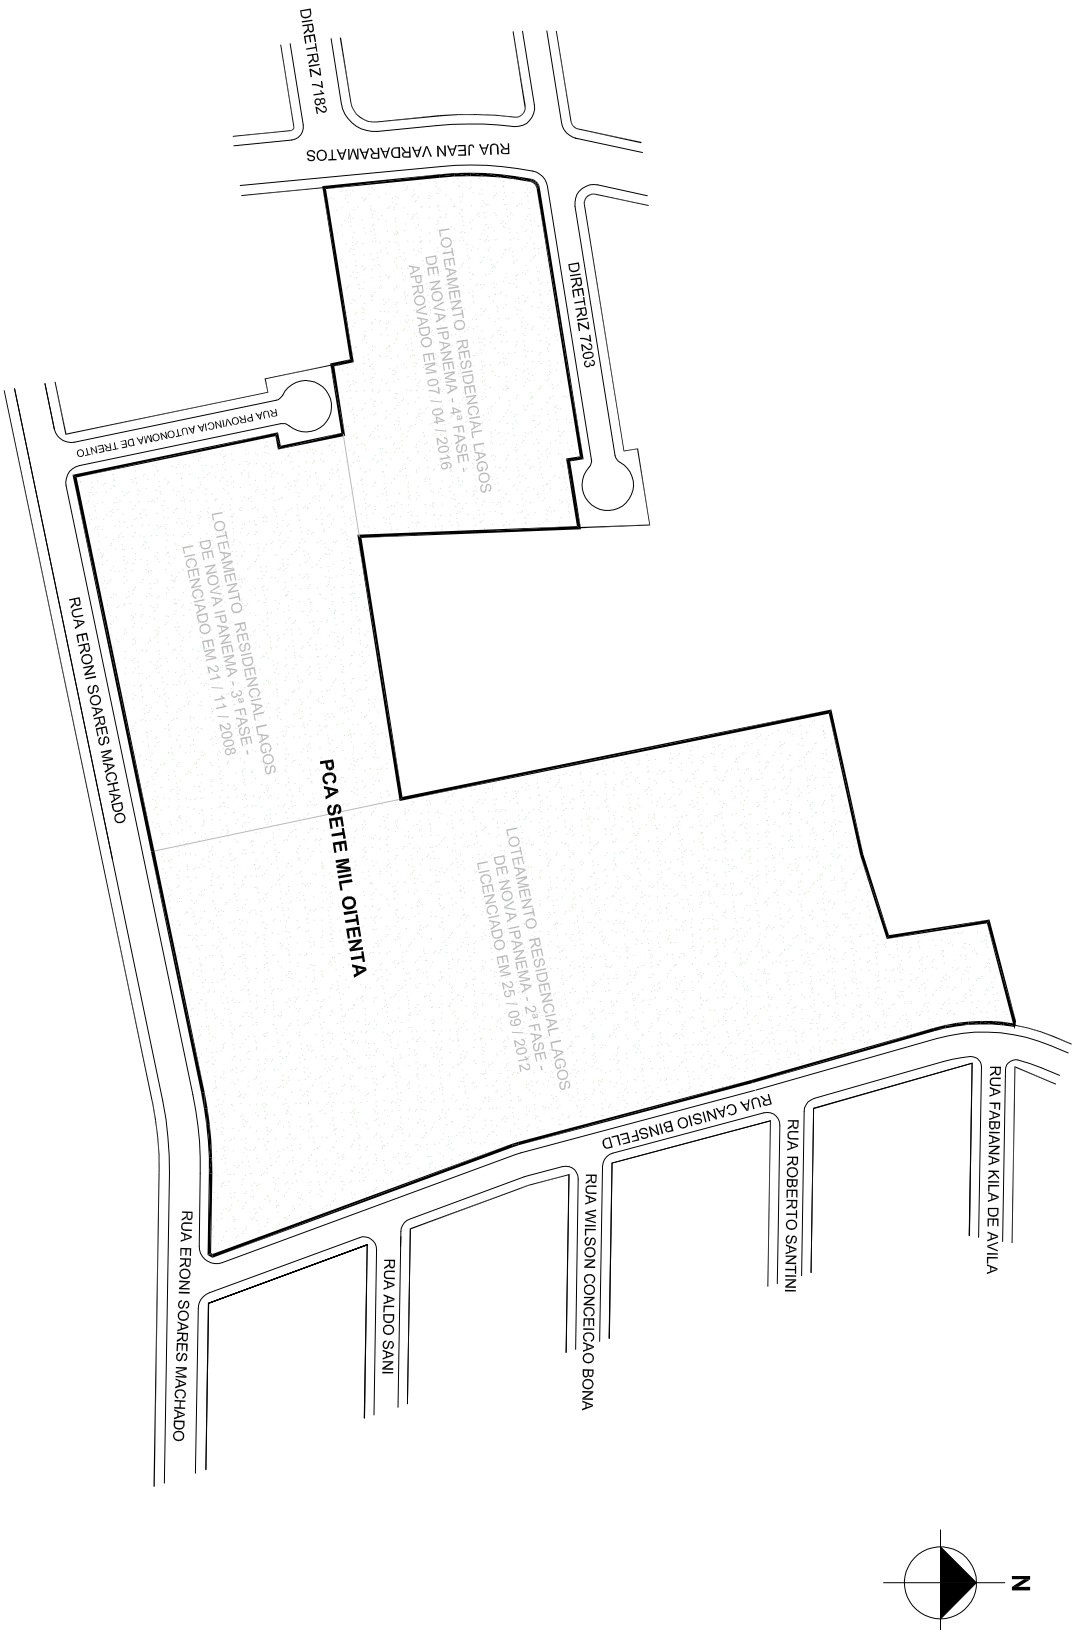 DIRETRIZ 7182
RUA JEAN VARDARAMATOS
LOTEAMENTO RESIDENCIAL LAGOS
DE NOVA IPANEMA - 4ª FASE -
APROVADO EM 07 / 04 / 2016
DIRETRIZ 7203
RUA PROVINCIA AUTONOMA DE TRENTO
LOTEAMENTO RESIDENCIAL LAGOS
DE NOVA IPANEMA - 3ª FASE -
LICENCIADO EM 21 / 11 / 2008
RUA ERONI SOARES MACHADO
PCA SETE MIL OITENTA
LOTEAMENTO RESIDENCIAL LAGOS
DE NOVA IPANEMA - 2ª FASE -
LICENCIADO EM 25 / 09 / 2012
RUA CANISIO BINSFELD
RUA FABIANA KILA DE AVILA
RUA ROBERTO SANTINI
RUA WILSON CONCEICAO BONA
RUA ALDO SANI
RUA ERONI SOARES MACHADO
N